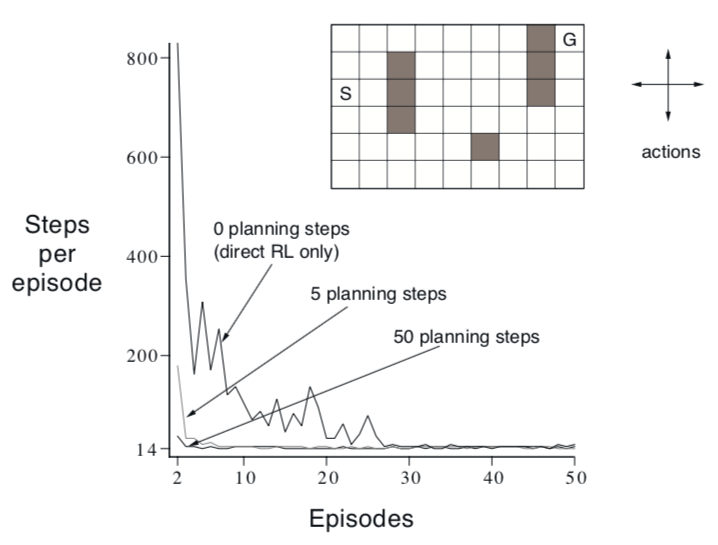 800
600
400
200
14
2
10
20
30
40
50
Steps
per
episode
Episodes
0 planning steps
(direct RL only)
5 planning steps
50 planning steps
S
G
actions